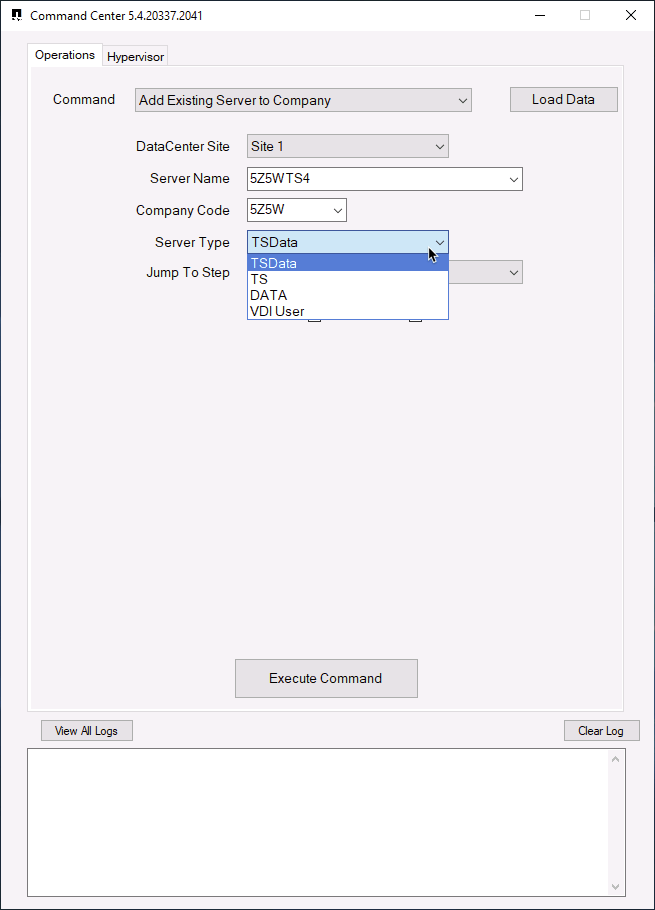 Command Center 5.4.20337.2041
Operations Hypervisor
Command Add Existing Server to Company Load Data
DataCenter Site Site 1
Server Name 5Z5WTS4
Company Code 5Z5W
Server Type TSData
TSData
Jump To Step
TS
DATA
VDI User
Execute Command
View All Logs Clear Log